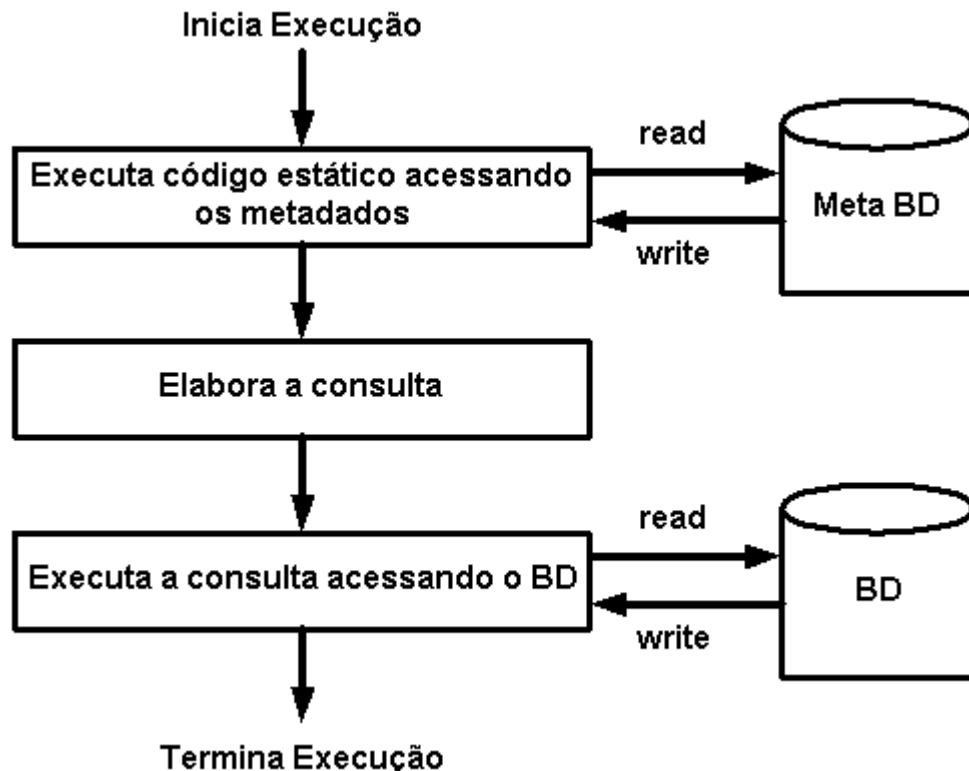 Inicia Execução
read
Executa código estático acessando
os metadados
Meta BD
write
Elabora a consulta
read
Executa a consulta acessando o BD
BD
write
Termina Execução